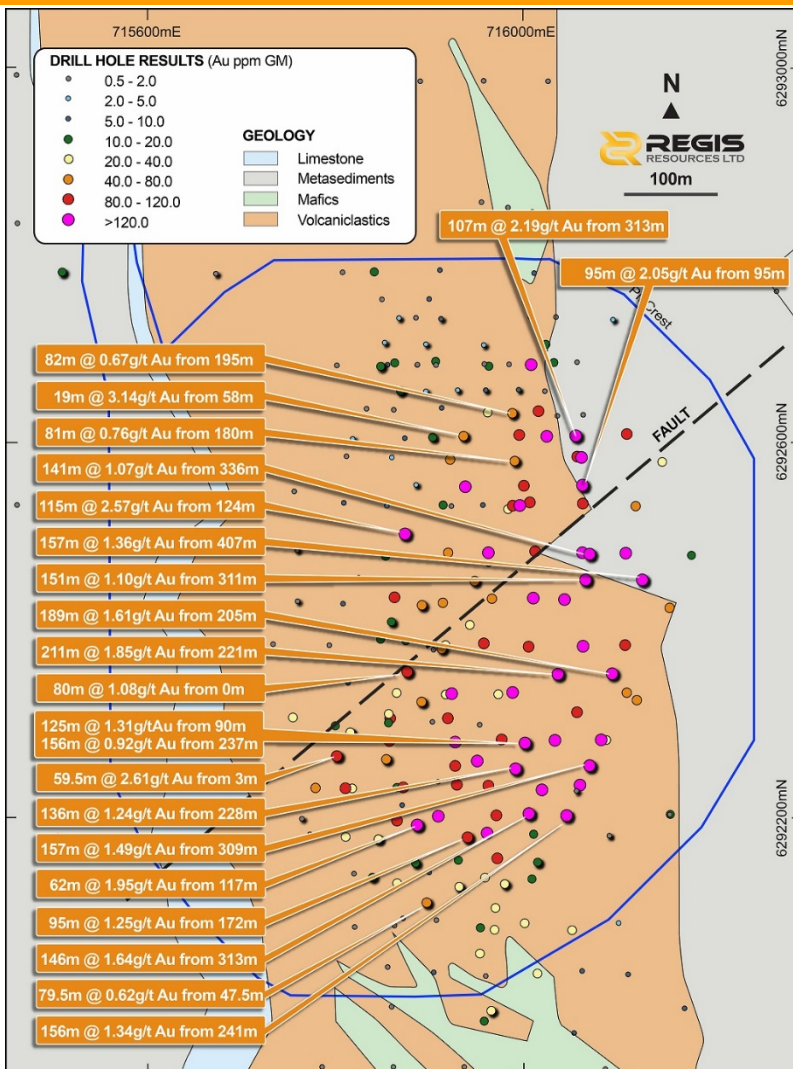 715600mE
716000mE
DRILL HOLE RESULTS (Au ppm GM)
0.5 - 2.0
2.0 - 5.0
5.0 - 10.0
10.0 - 20.0
20.0 - 40.0
40.0 - 80.0
80.0 - 120.0
>120.0
GEOLOGY
Limestone
Metasediments
Mafics
Volcaniclastics
6293000mN
N
REGIS
RESOURCES LTD
100m
107m @ 2.19g/t Au from 313m
95m @ 2.05g/t Au from 95m
Pit Crest
82m @ 0.67g/t Au from 195m
19m @ 3.14g/t Au from 58m
81m @ 0.76g/t Au from 180m
141m @ 1.07g/t Au from 336m
115m @ 2.57g/t Au from 124m
157m @ 1.36g/t Au from 407m
151m @ 1.10g/t Au from 311m
189m @ 1.61g/t Au from 205m
211m @ 1.85g/t Au from 221m
80m @ 1.08g/t Au from 0m
125m @ 1.31g/tAu from 90m
156m @ 0.92g/t Au from 237m
59.5m @ 2.61g/t Au from 3m
136m @ 1.24g/t Au from 228m
157m @ 1.49g/t Au from 309m
62m @ 1.95g/t Au from 117m
95m @ 1.25g/t Au from 172m
146m @ 1.64g/t Au from 313m
79.5m @ 0.62g/t Au from 47.5m
156m @ 1.34g/t Au from 241m
FAULT
6292600mN
6292200mN